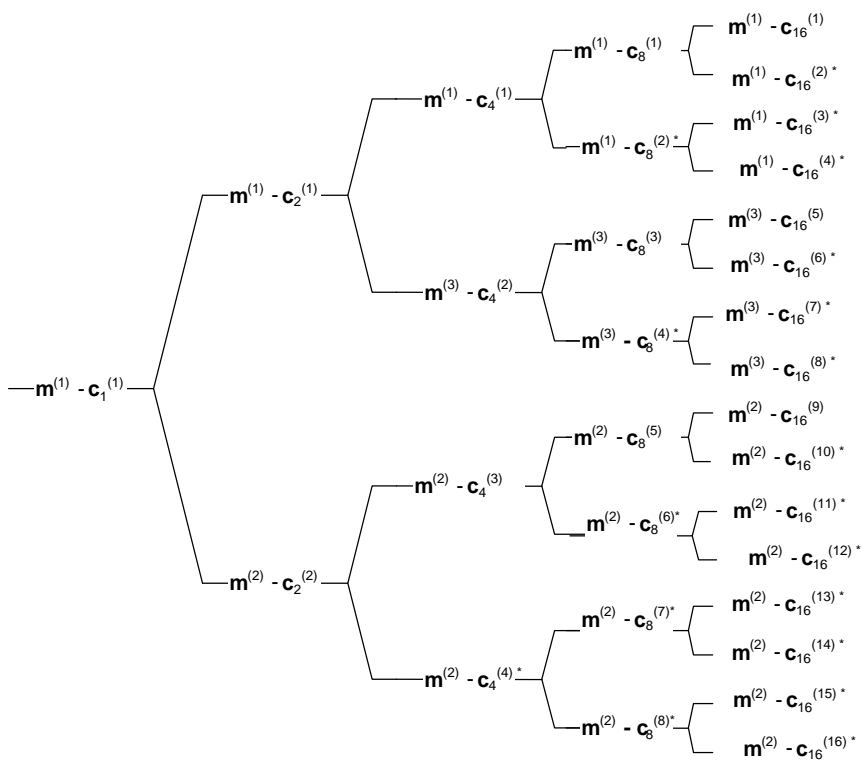 m⁽¹⁾ - c₁₆⁽¹⁾
m⁽¹⁾ - c₈⁽¹⁾
m⁽¹⁾ - c₁₆⁽²⁾ *
m⁽¹⁾ - c₄⁽¹⁾
m⁽¹⁾ - c₁₆⁽³⁾ *
m⁽¹⁾ - c₈⁽²⁾ *
m⁽¹⁾ - c₁₆⁽⁴⁾ *
m⁽¹⁾ - c₂⁽¹⁾
m⁽³⁾ - c₁₆⁽⁵⁾
m⁽³⁾ - c₈⁽³⁾
m⁽³⁾ - c₁₆⁽⁶⁾ *
m⁽³⁾ - c₄⁽²⁾
m⁽³⁾ - c₁₆⁽⁷⁾ *
m⁽³⁾ - c₈⁽⁴⁾ *
m⁽³⁾ - c₁₆⁽⁸⁾ *
m⁽¹⁾ - c₁⁽¹⁾
m⁽²⁾ - c₁₆⁽⁹⁾
m⁽²⁾ - c₈⁽⁵⁾
m⁽²⁾ - c₁₆⁽¹⁰⁾ *
m⁽²⁾ - c₄⁽³⁾
m⁽²⁾ - c₁₆⁽¹¹⁾ *
m⁽²⁾ - c₈⁽⁶⁾*
m⁽²⁾ - c₁₆⁽¹²⁾ *
m⁽²⁾ - c₂⁽²⁾
m⁽²⁾ - c₁₆⁽¹³⁾ *
m⁽²⁾ - c₈⁽⁷⁾*
m⁽²⁾ - c₁₆⁽¹⁴⁾ *
m⁽²⁾ - c₄⁽⁴⁾ *
m⁽²⁾ - c₁₆⁽¹⁵⁾ *
m⁽²⁾ - c₈⁽⁸⁾*
m⁽²⁾ - c₁₆⁽¹⁶⁾ *